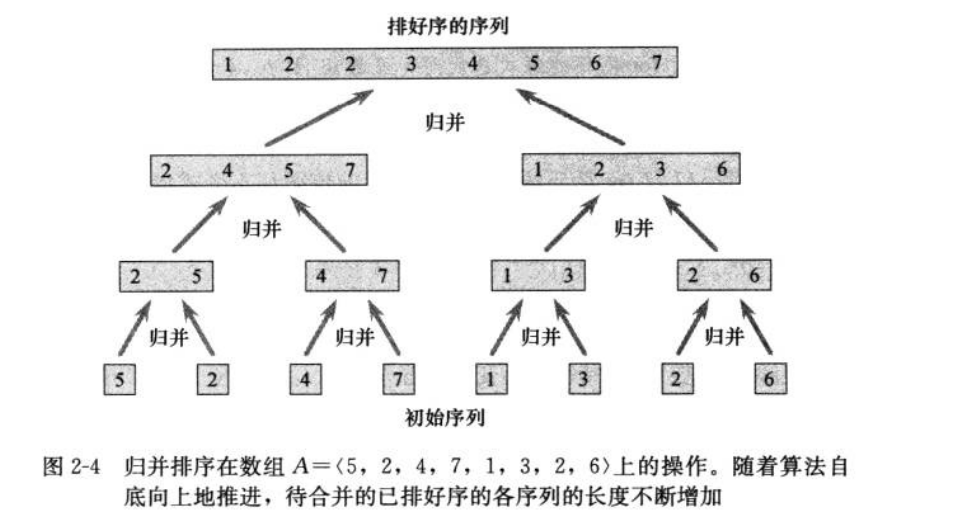 排好序的序列
1 2 2 3 4 5 6 7
归并
2 4 5 7
1 2 3 6
归并
归并
2 5
4 7
1 3
2 6
归并
归并
归并
归并
5
2
4
7
1
3
2
6
初始序列
图 2-4 归并排序在数组 A=〈5, 2, 4, 7, 1, 3, 2, 6〉上的操作。随着算法自
底向上地推进，待合并的已排好序的各序列的长度不断增加